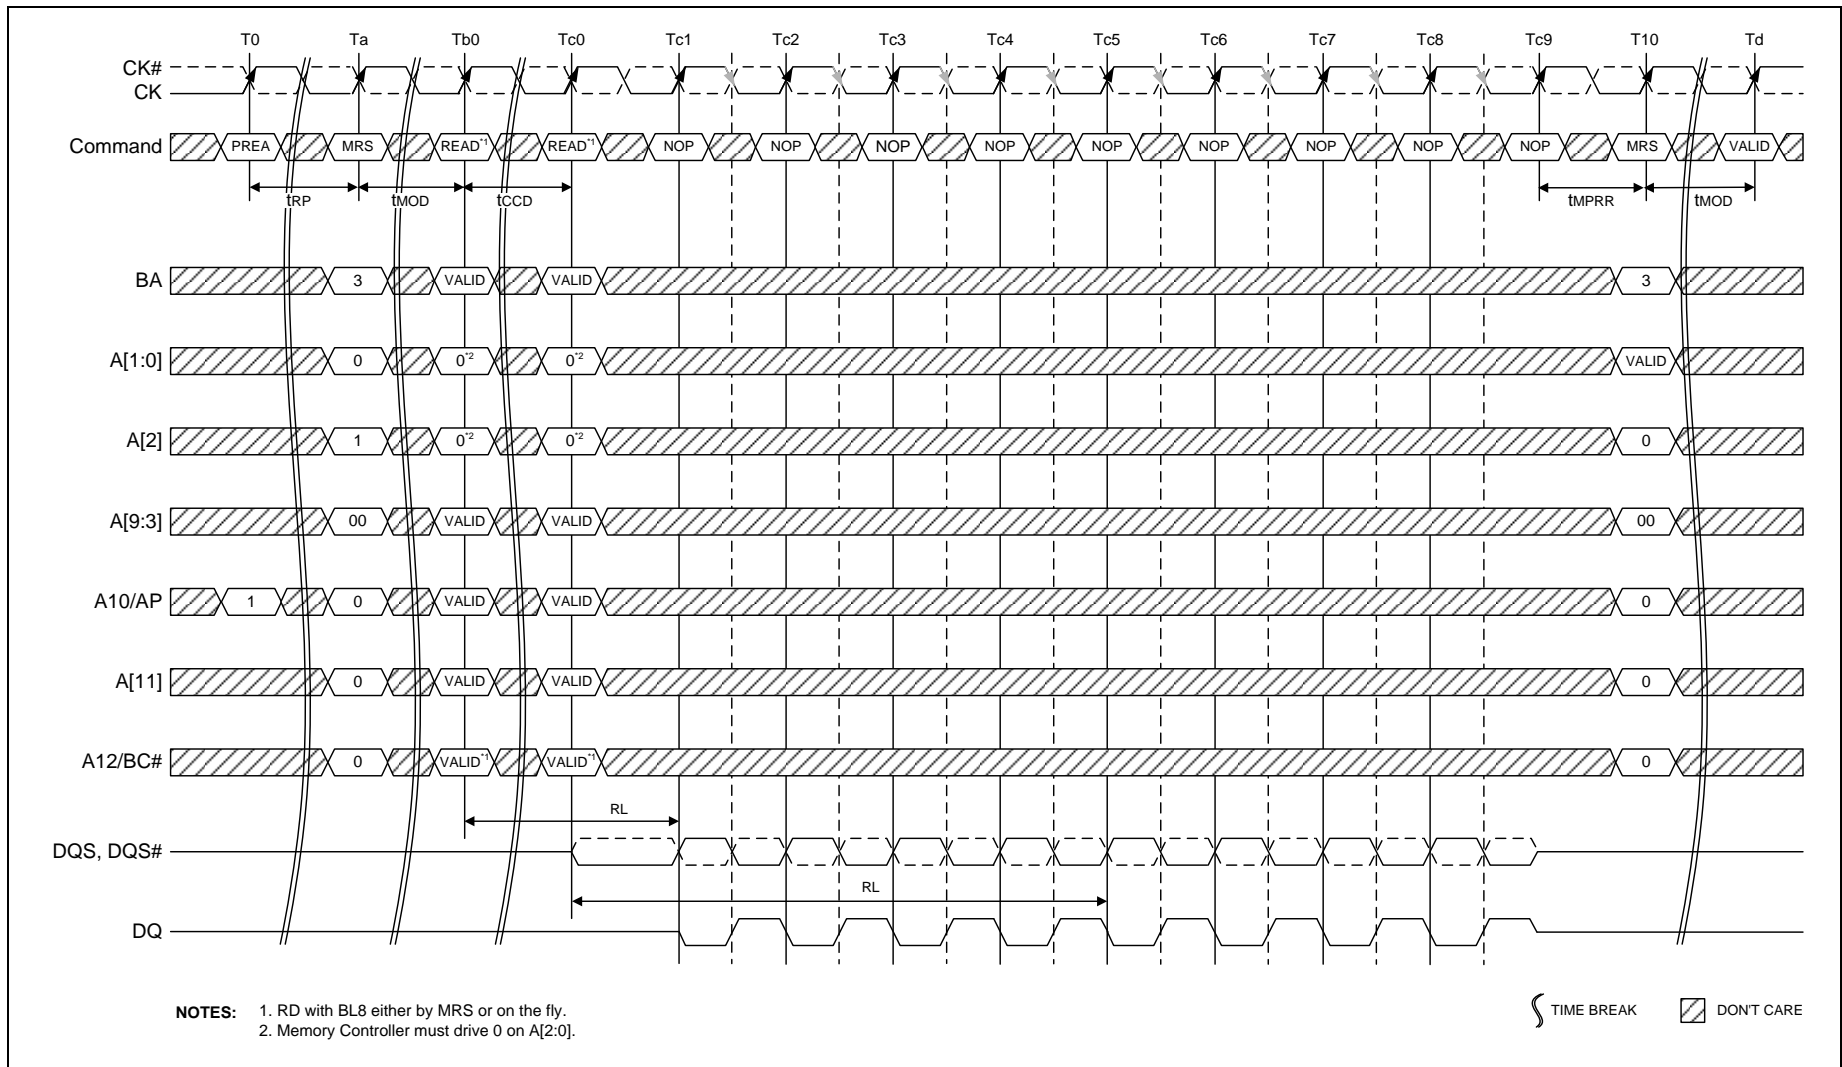 T0 Ta Tb0 Tc0 Tc1 Tc2 Tc3 Tc4 Tc5 Tc6 Tc7 Tc8 Tc9 T10 Td
CK#
CK
Command PREA MRS READ*1 READ*1 NOP NOP NOP NOP NOP NOP NOP NOP NOP MRS VALID
tRP tMOD tCCD tMPRR tMOD
BA 3 VALID VALID 3
A[1:0] 0 0*2 0*2 VALID
A[2] 1 0*2 0*2 0
A[9:3] 00 VALID VALID 00
A10/AP 1 0 VALID VALID 0
A[11] 0 VALID VALID 0
A12/BC# 0 VALID*1 VALID*1 0
RL
DQS, DQS#
RL
DQ
NOTES: 1. RD with BL8 either by MRS or on the fly. TIME BREAK DON'T CARE
2. Memory Controller must drive 0 on A[2:0].